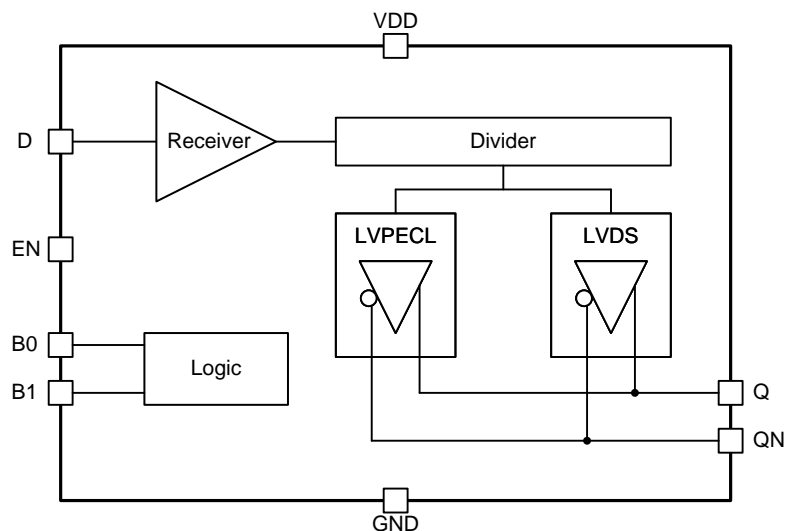 VDD
D
Receiver
Divider
LVPECL
LVDS
EN
B0
Logic
B1
Q
QN
GND